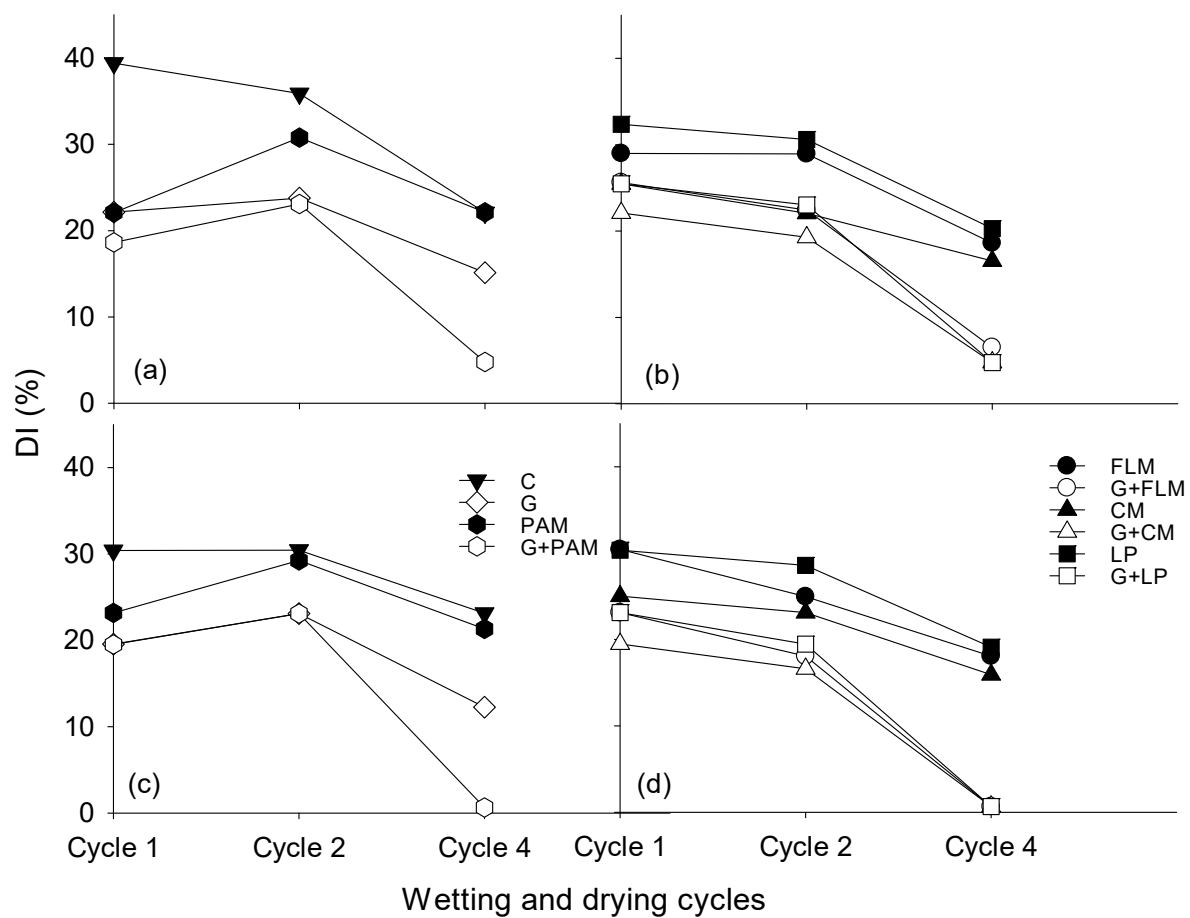 40
30
20
10
0
(a)
(b)
DI (%)
40
30
20
10
0
C
G
PAM
G+PAM
FLM
G+FLM
CM
G+CM
LP
G+LP
(c)
(d)
Cycle 1
Cycle 2
Cycle 4
Cycle 1
Cycle 2
Cycle 4
Wetting and drying cycles